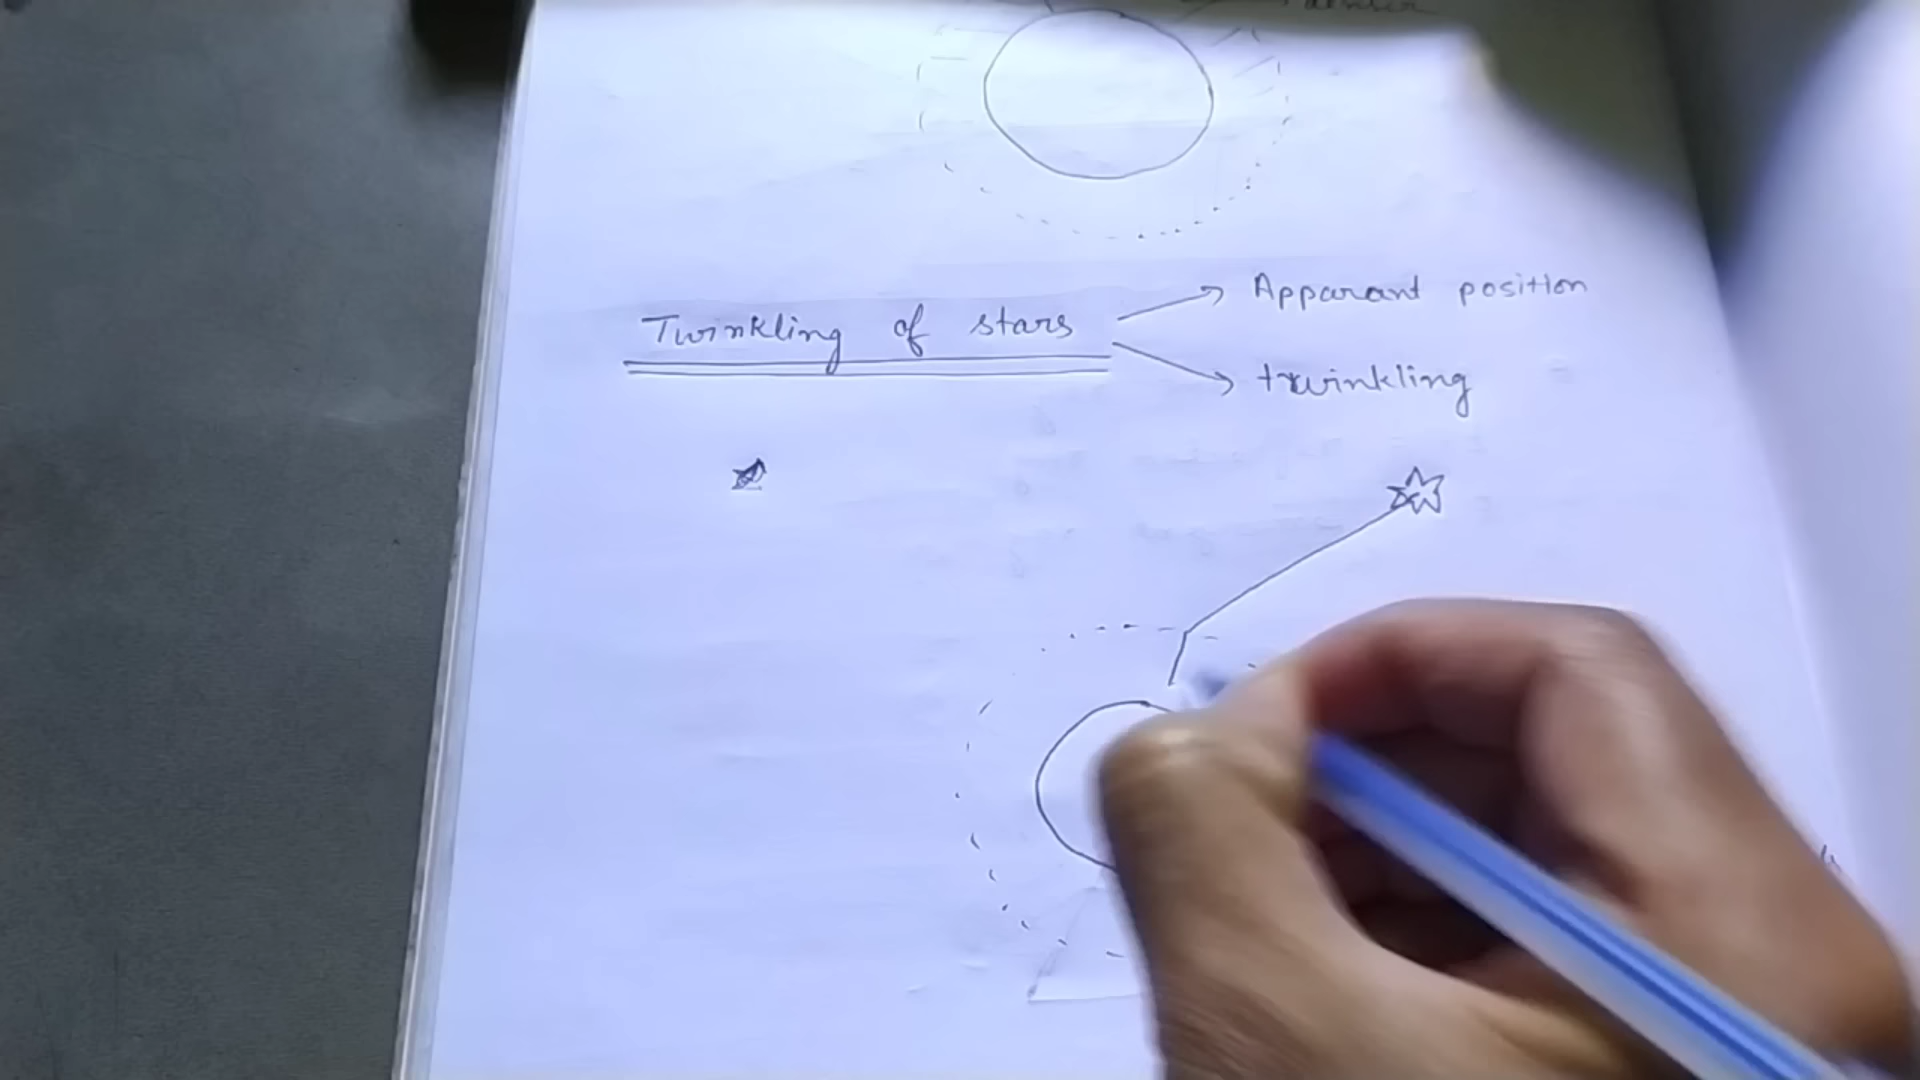 Apparant position
Twinkling of stars
twinkling